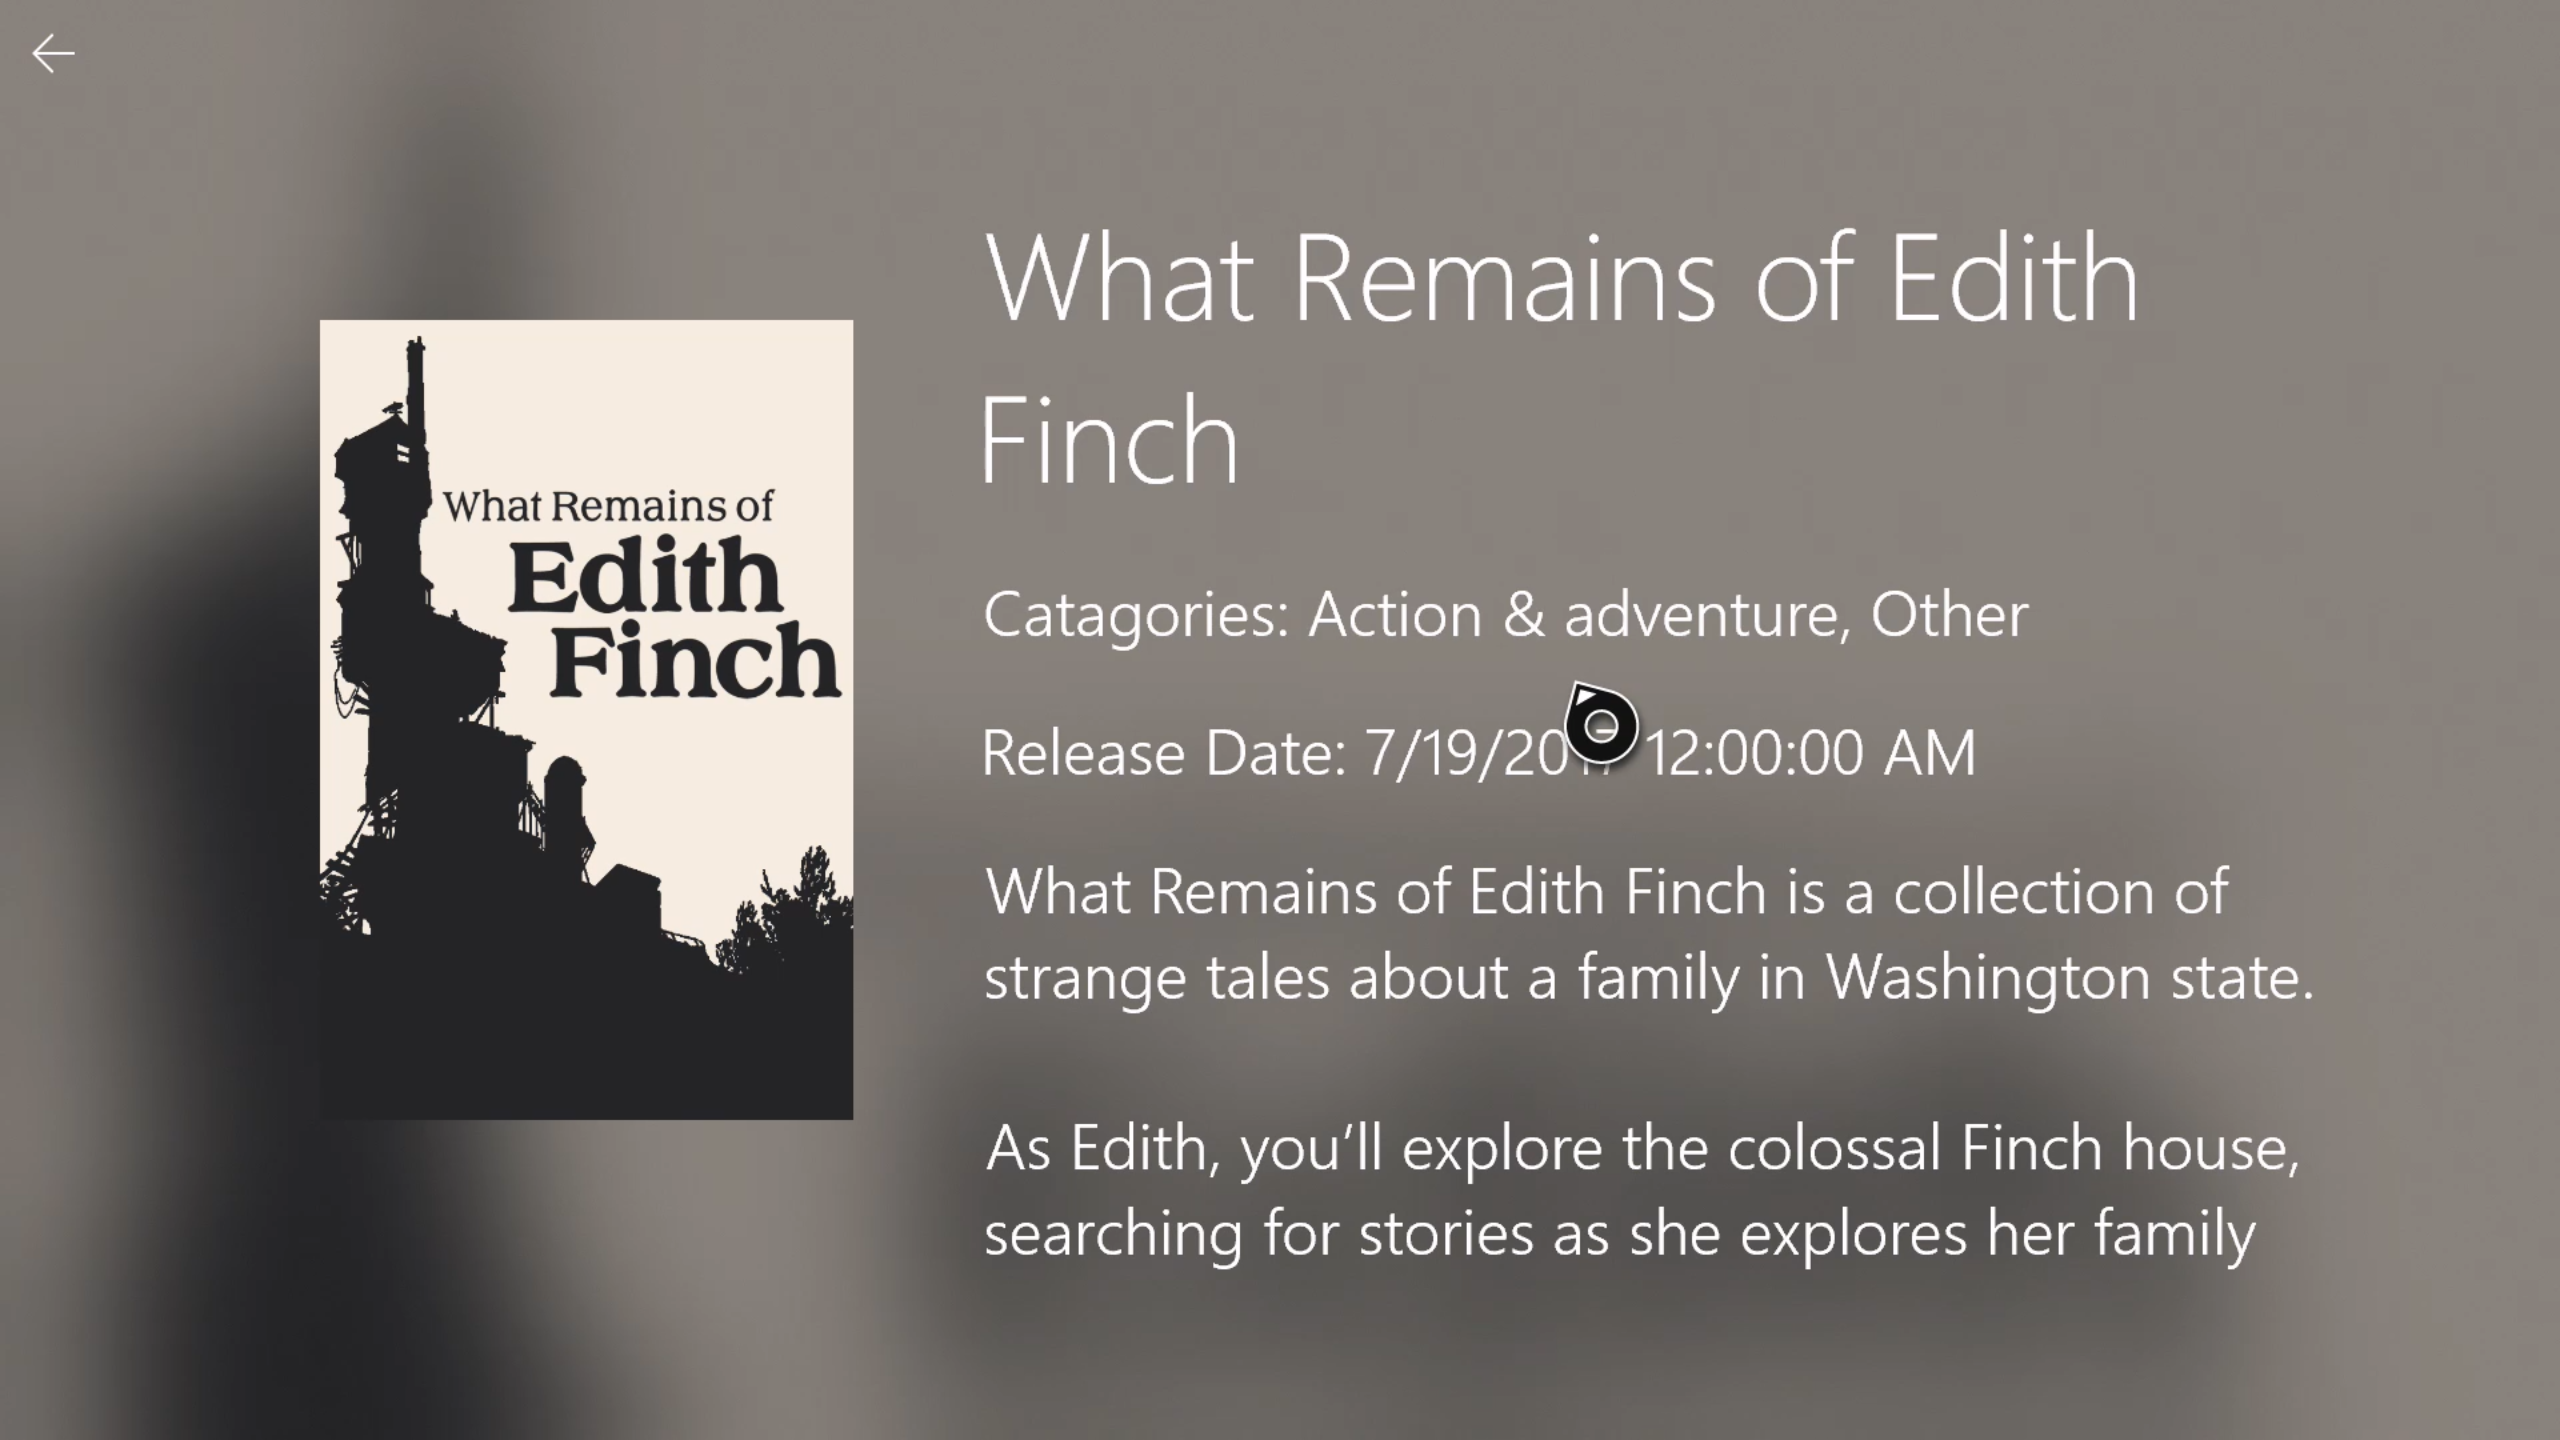 What Remains of Edith
Finch
What Remains of
Edith
Finch
Catagories: Action & adventure, Other
Release Date: 7/19/2017 12:00:00 AM
What Remains of Edith Finch is a collection of
strange tales about a family in Washington state.
As Edith, you’ll explore the colossal Finch house,
searching for stories as she explores her family